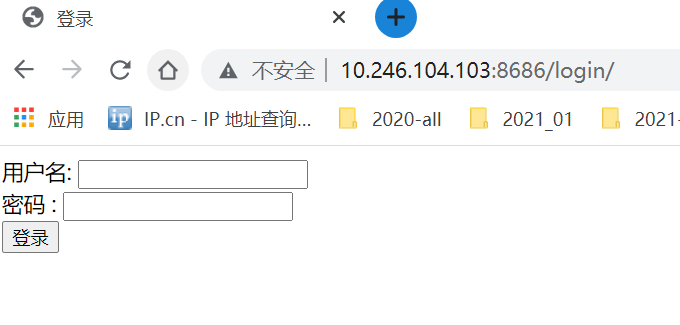 登录
不安全 | 10.246.104.103:8686/login/
应用 ip IP.cn - IP 地址查询... 2020-all 2021_01 2021-
用户名:
密码 :
登录